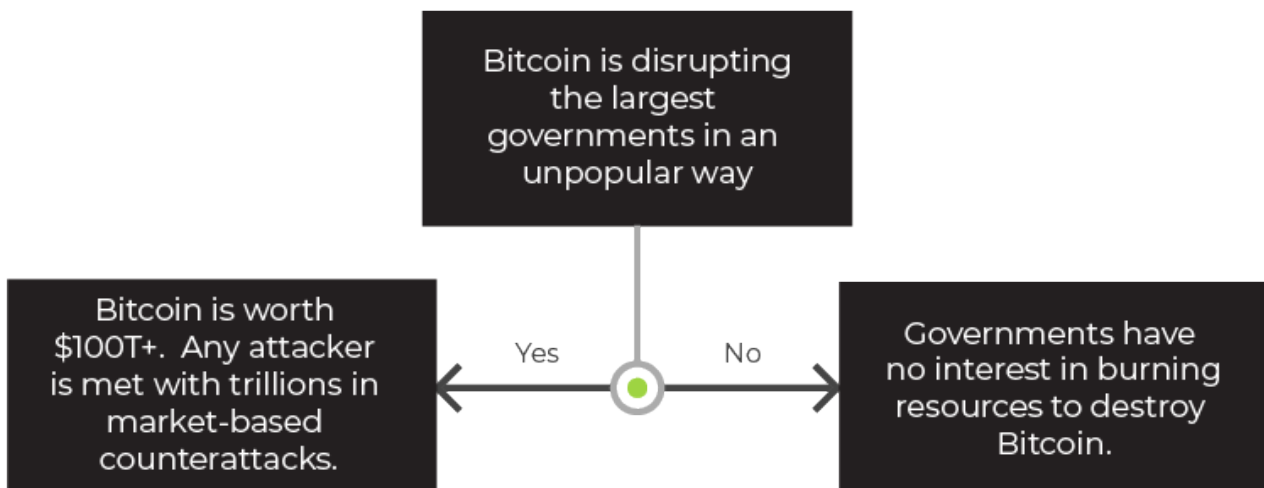 Bitcoin is disrupting
the largest
governments in an
unpopular way
Bitcoin is worth
$100T+.  Any attacker
is met with trillions in
market-based
counterattacks.
Yes
No
Governments have
no interest in burning
resources to destroy
Bitcoin.